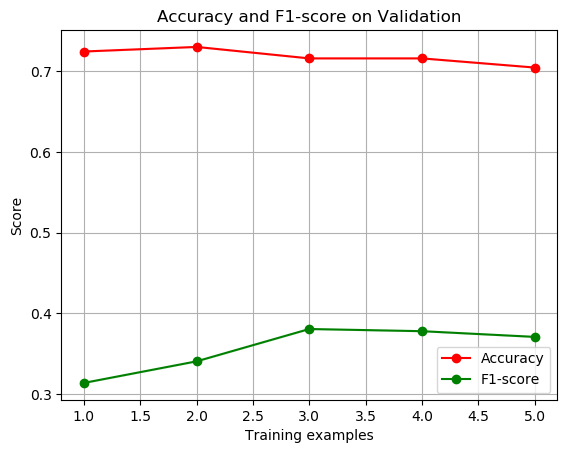 Accuracy and F1-score on Validation
Score
0.7
0.6
0.5
0.4
0.3
Accuracy
F1-score
1.0 1.5 2.0 2.5 3.0 3.5 4.0 4.5 5.0
Training examples